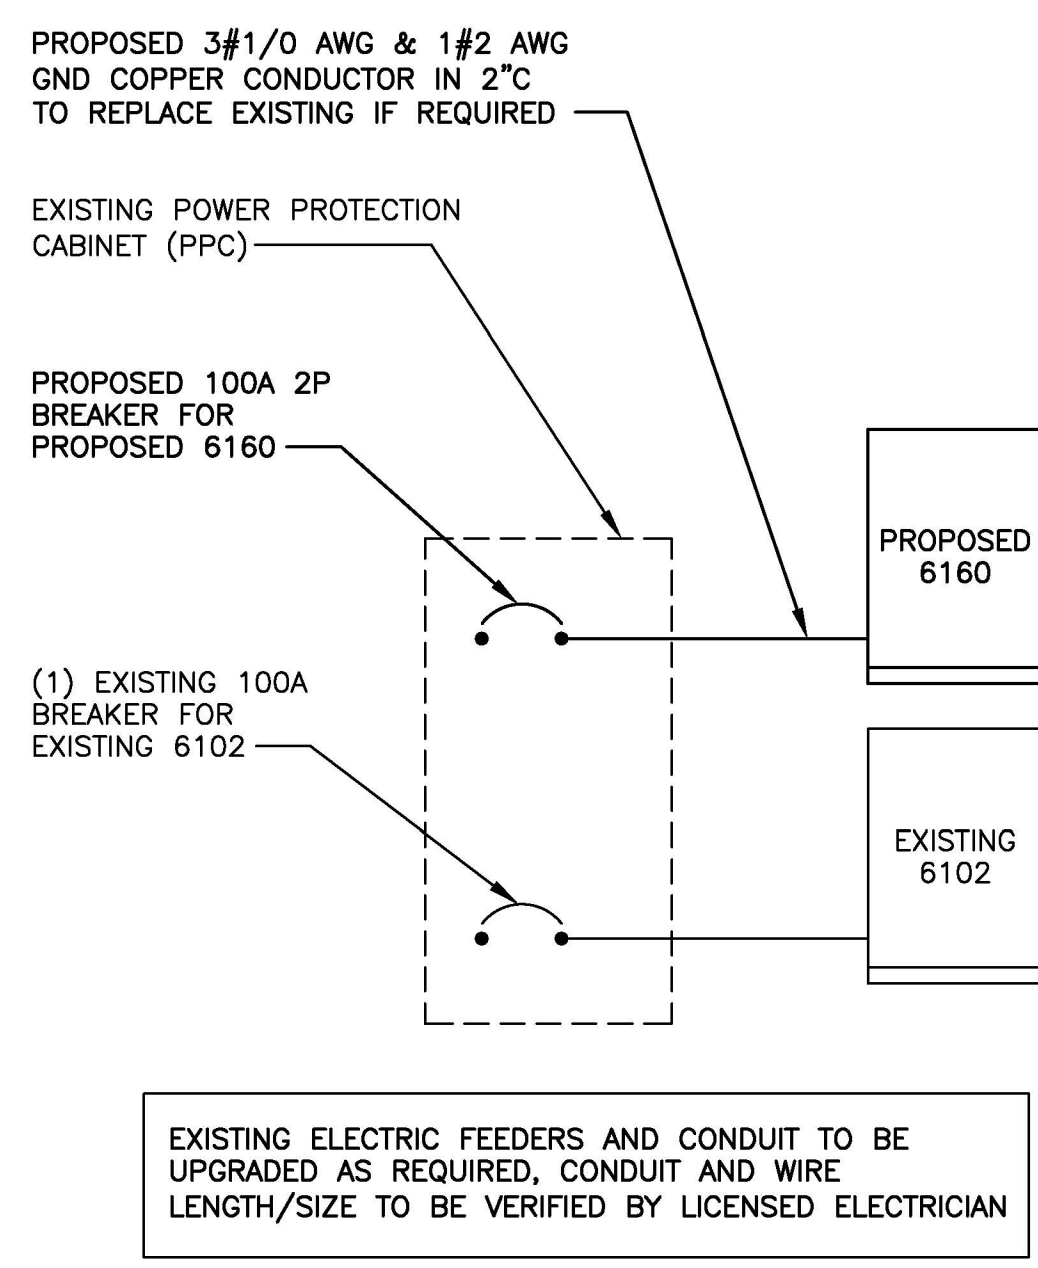 PROPOSED 3#1/0 AWG & 1#2 AWG
GND COPPER CONDUCTOR IN 2"C
TO REPLACE EXISTING IF REQUIRED
EXISTING POWER PROTECTION
CABINET (PPC)
PROPOSED 100A 2P
BREAKER FOR
PROPOSED 6160
PROPOSED
6160
(1) EXISTING 100A
BREAKER FOR
EXISTING 6102
EXISTING
6102
EXISTING ELECTRIC FEEDERS AND CONDUIT TO BE
UPGRADED AS REQUIRED, CONDUIT AND WIRE
LENGTH/SIZE TO BE VERIFIED BY LICENSED ELECTRICIAN